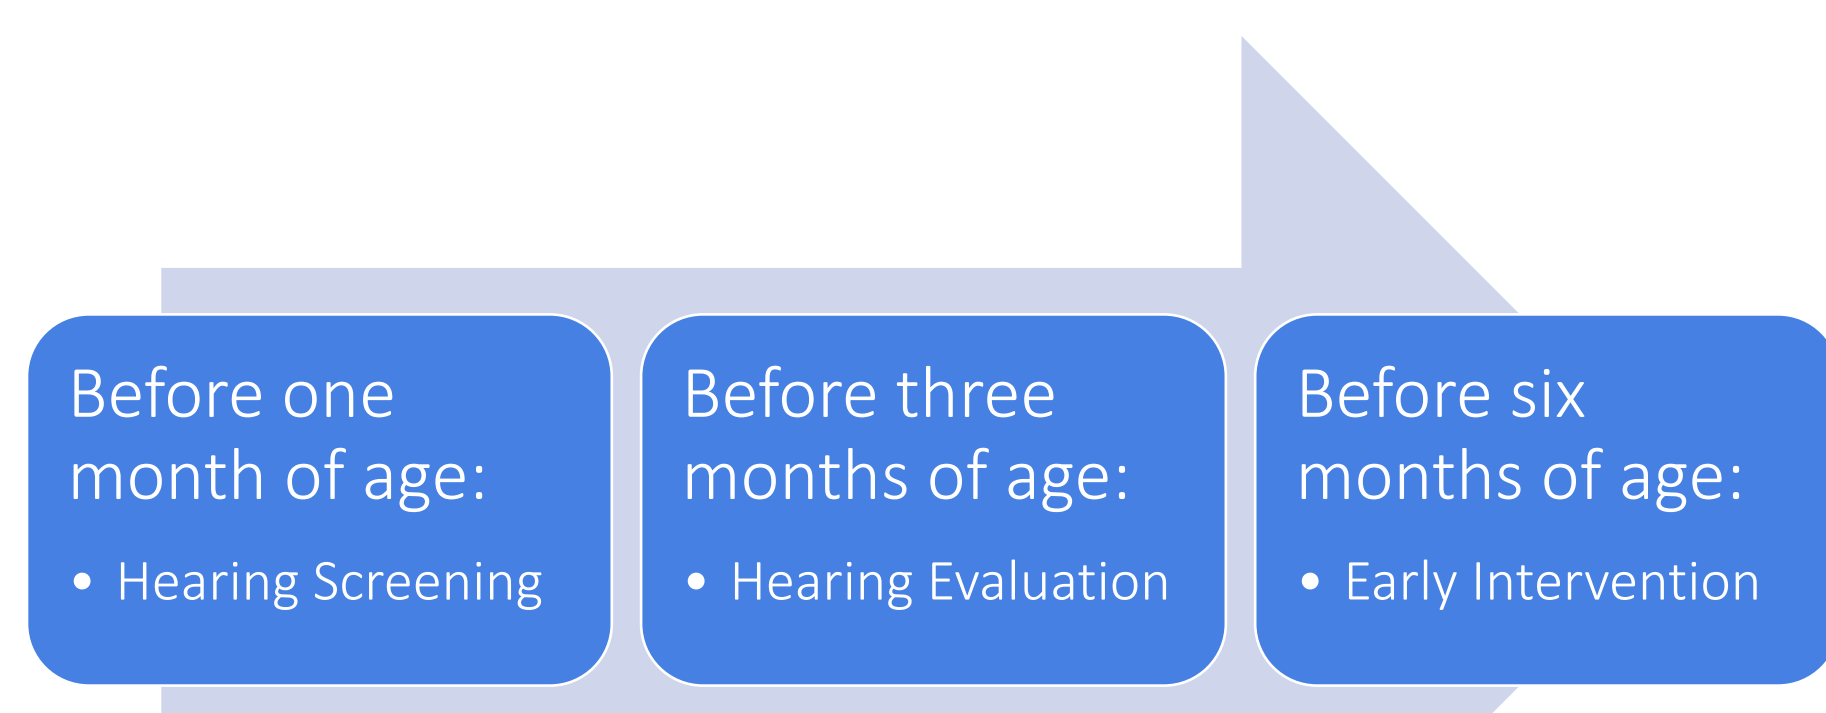 Before one
month of age:
• Hearing Screening
Before three
months of age:
• Hearing Evaluation
Before six
months of age:
• Early Intervention